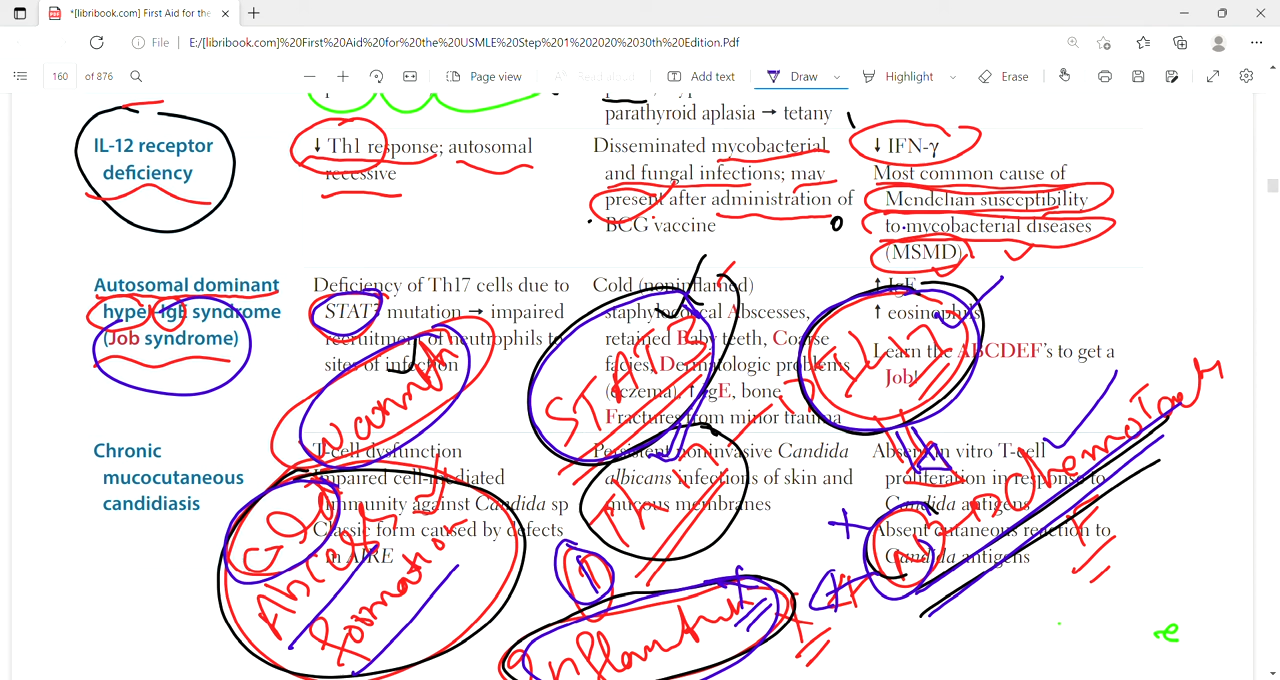 *[libribook.com] First Aid for the
File
E:/[libribook.com]%20First%20Aid%20for%20the%20USMLE%20Step%201%202020%2030th%20Edition.Pdf
160 of 876
Page view
Read aloud
Add text
Draw
Highlight
Erase
parathyroid aplasia → tetany
IL-12 receptor
deficiency
↓ Th1 response; autosomal
recessive
Disseminated mycobacterial
and fungal infections; may
present after administration of
BCG vaccine
↓ IFN-γ
Most common cause of
Mendelian susceptibility
to mycobacterial diseases
(MSMD)
Autosomal dominant
hyper-IgE syndrome
(Job syndrome)
Deficiency of Th17 cells due to
STAT3 mutation → impaired
recruitment of neutrophils to
sites of infection
Cold (noninflamed)
staphylococcal Abscesses,
retained Baby teeth, Coarse
facies, Dermatologic problems
(eczema), ↑ IgE, bone
Fractures from minor trauma
↑ IgE
↑ eosinophils
Learn the ABCDEF's to get a
Job!
Chronic
mucocutaneous
candidiasis
T-cell dysfunction
Impaired cell-mediated
immunity against Candida sp
Classic form caused by defects
in AIRE
Persistent noninvasive Candida
albicans infections of skin and
mucous membranes
Absent in vitro T-cell
proliferation in response to
Candida antigens
Absent cutaneous reaction to
Candida antigens
warmth
STAT3
IL 17
Th 17
Cold
Abscess
formation